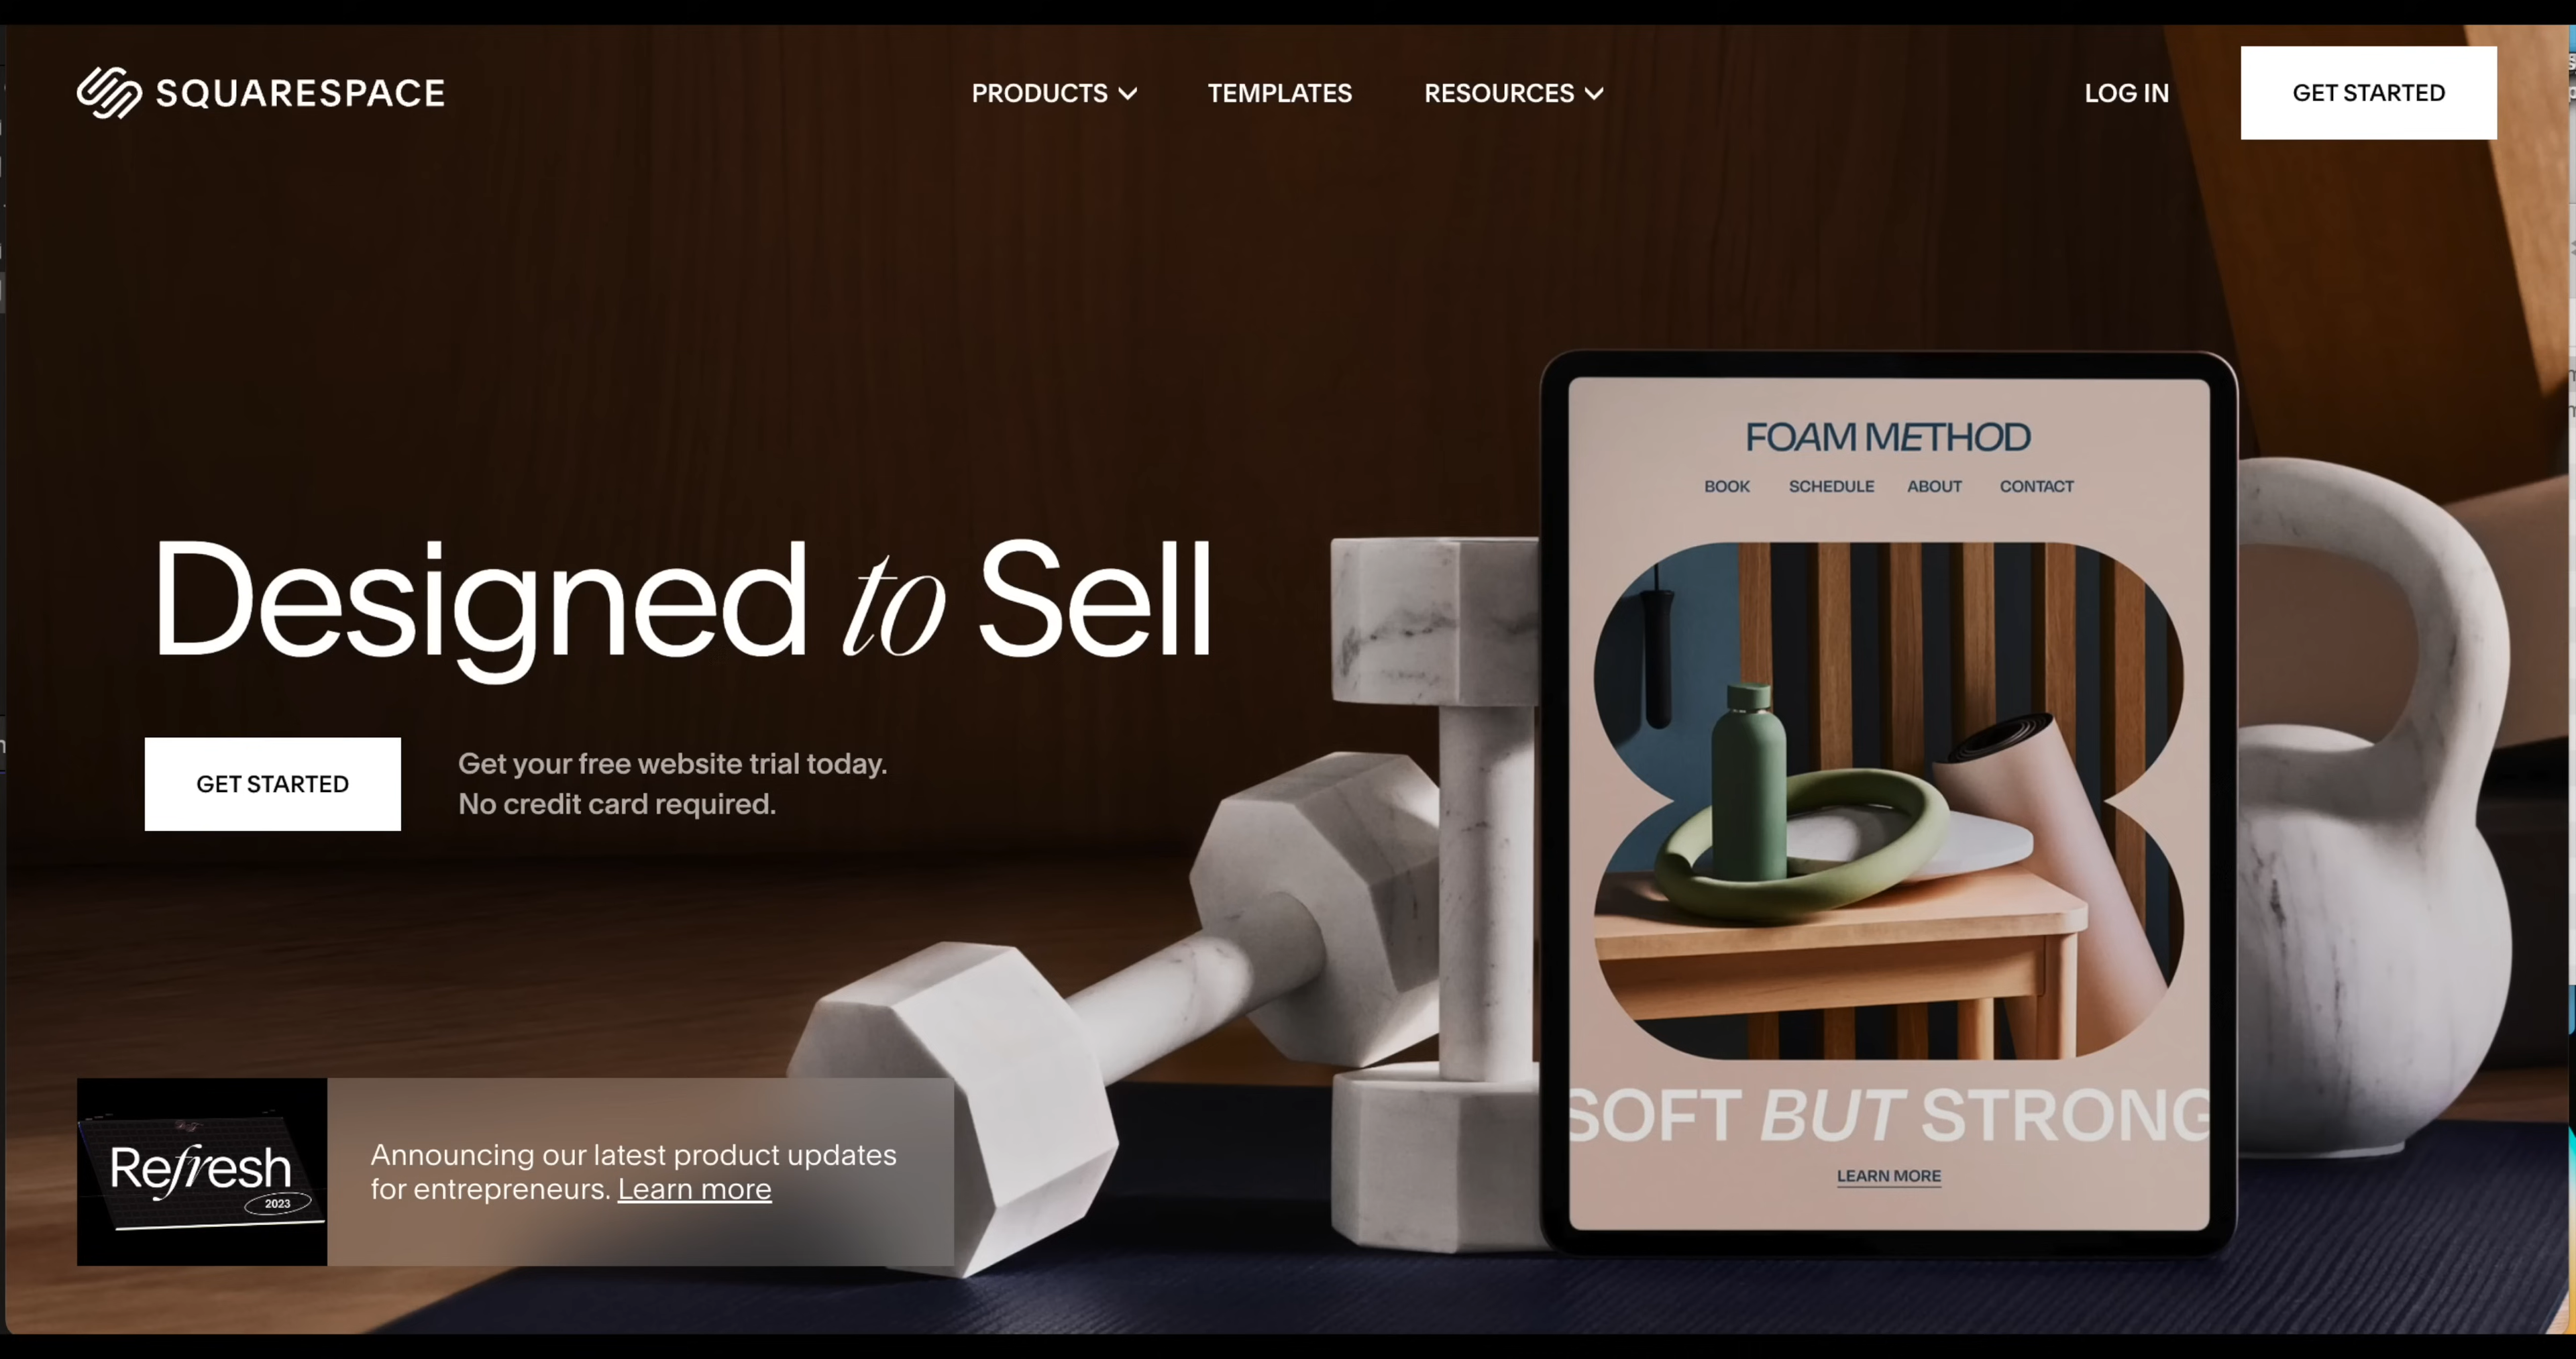 SQUARESPACE
PRODUCTS
TEMPLATES
RESOURCES
LOG IN
GET STARTED
Designed to Sell
GET STARTED
Get your free website trial today.
No credit card required.
FOAM METHOD
BOOK SCHEDULE ABOUT CONTACT
SOFT BUT STRONG
LEARN MORE
Refresh
2023
Announcing our latest product updates
for entrepreneurs. Learn more